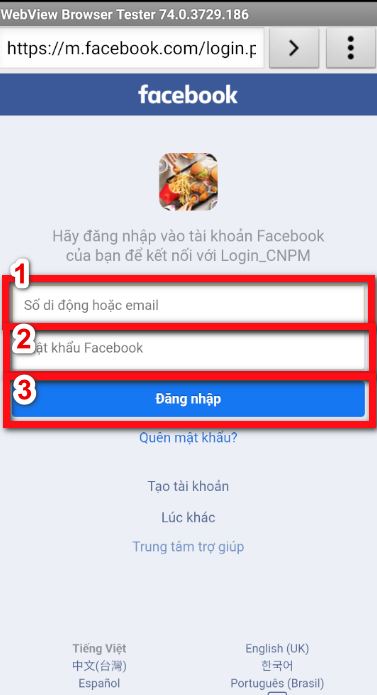 WebView Browser Tester 74.0.3729.186
https://m.facebook.com/login.p
facebook
Hãy đăng nhập vào tài khoản Facebook
của bạn để kết nối với Login_CNPM
1
Số di động hoặc email
2
ật khẩu Facebook
3
Đăng nhập
Quên mật khẩu?
Tạo tài khoản
Lúc khác
Trung tâm trợ giúp
Tiếng Việt English (UK)
中文(台灣) 한국어
Español Português (Brasil)